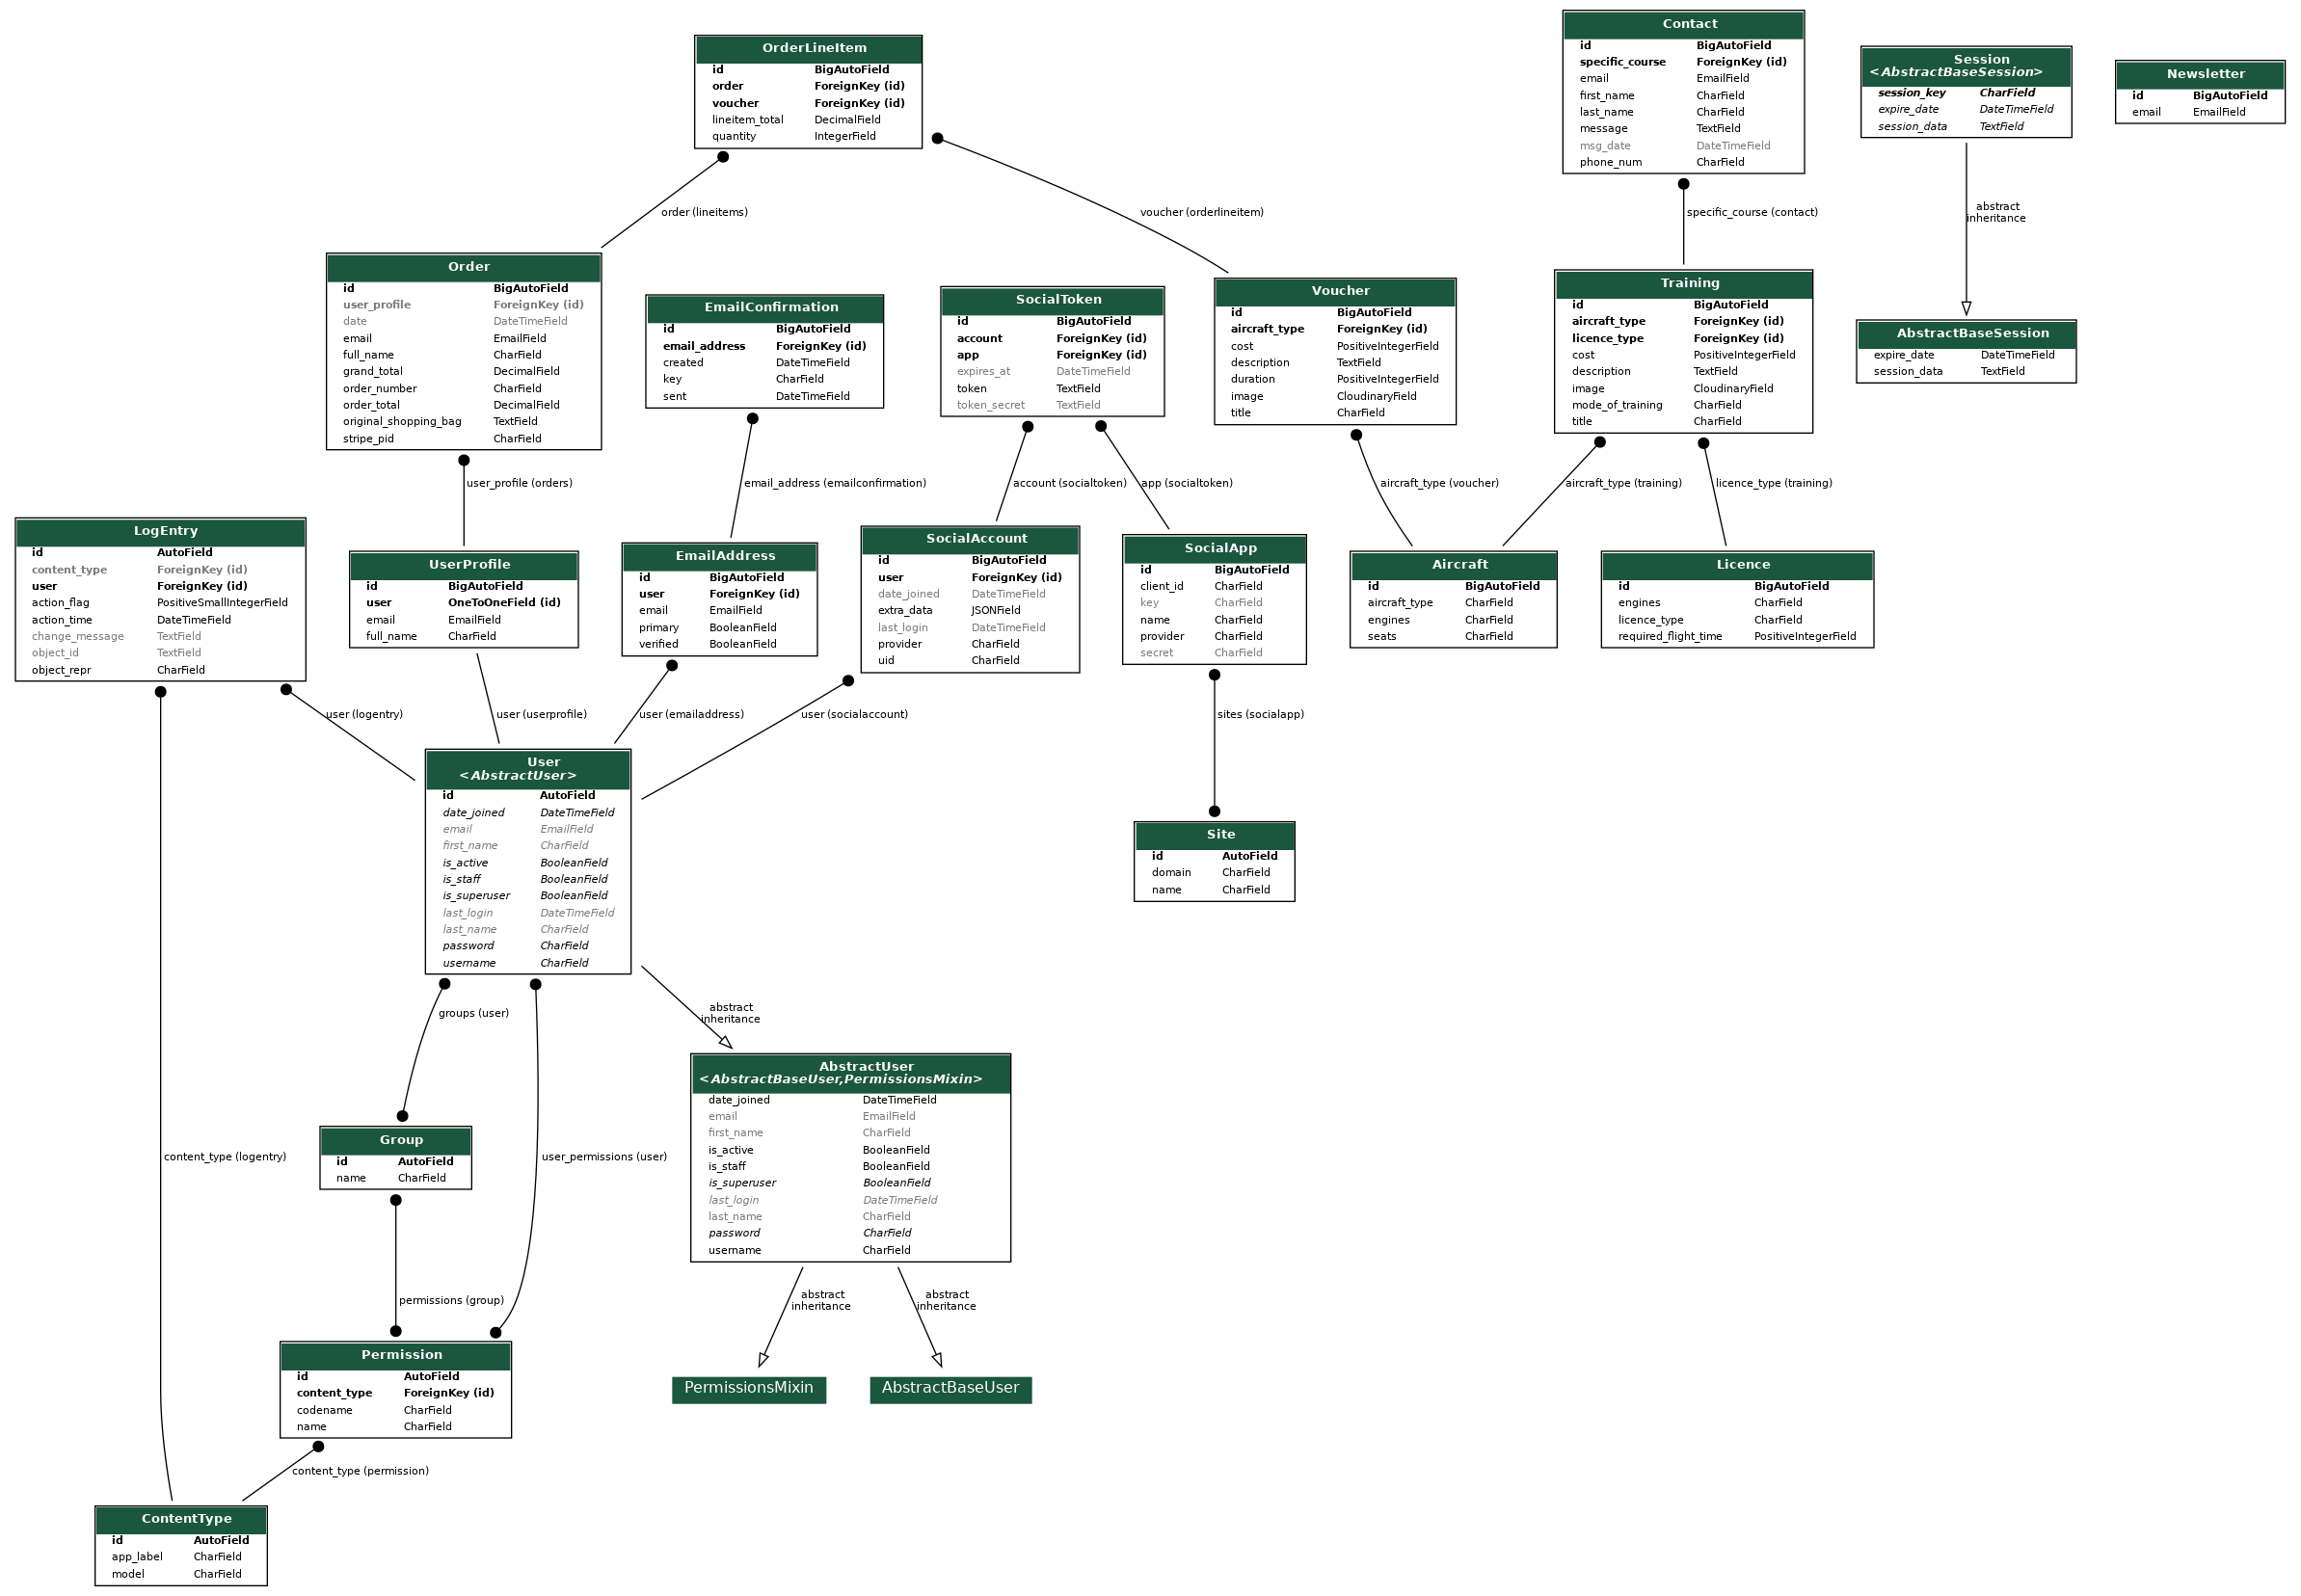 OrderLineItem
id BigAutoField
order ForeignKey (id)
voucher ForeignKey (id)
lineitem_total DecimalField
quantity IntegerField
Contact
id BigAutoField
specific_course ForeignKey (id)
email EmailField
first_name CharField
last_name CharField
message TextField
msg_date DateTimeField
phone_num CharField
Session
<AbstractBaseSession>
session_key CharField
expire_date DateTimeField
session_data TextField
Newsletter
id BigAutoField
email EmailField
order (lineitems)
voucher (orderlineitem)
specific_course (contact)
abstract
inheritance
Order
id BigAutoField
user_profile ForeignKey (id)
date DateTimeField
email EmailField
full_name CharField
grand_total DecimalField
order_number CharField
order_total DecimalField
original_shopping_bag TextField
stripe_pid CharField
EmailConfirmation
id BigAutoField
email_address ForeignKey (id)
created DateTimeField
key CharField
sent DateTimeField
SocialToken
id BigAutoField
account ForeignKey (id)
app ForeignKey (id)
expires_at DateTimeField
token TextField
token_secret TextField
Voucher
id BigAutoField
aircraft_type ForeignKey (id)
cost PositiveIntegerField
description TextField
duration PositiveIntegerField
image CloudinaryField
title CharField
Training
id BigAutoField
aircraft_type ForeignKey (id)
licence_type ForeignKey (id)
cost PositiveIntegerField
description TextField
image CloudinaryField
mode_of_training CharField
title CharField
AbstractBaseSession
expire_date DateTimeField
session_data TextField
user_profile (orders)
email_address (emailconfirmation)
account (socialtoken)
app (socialtoken)
aircraft_type (voucher)
aircraft_type (training)
licence_type (training)
LogEntry
id AutoField
content_type ForeignKey (id)
user ForeignKey (id)
action_flag PositiveSmallIntegerField
action_time DateTimeField
change_message TextField
object_id TextField
object_repr CharField
UserProfile
id BigAutoField
user OneToOneField (id)
email EmailField
full_name CharField
EmailAddress
id BigAutoField
user ForeignKey (id)
email EmailField
primary BooleanField
verified BooleanField
SocialAccount
id BigAutoField
user ForeignKey (id)
date_joined DateTimeField
extra_data JSONField
last_login DateTimeField
provider CharField
uid CharField
SocialApp
id BigAutoField
client_id CharField
key CharField
name CharField
provider CharField
secret CharField
Aircraft
id BigAutoField
aircraft_type CharField
engines CharField
seats CharField
Licence
id BigAutoField
engines CharField
licence_type CharField
required_flight_time PositiveIntegerField
user (logentry)
user (userprofile)
user (emailaddress)
user (socialaccount)
sites (socialapp)
User
<AbstractUser>
id AutoField
date_joined DateTimeField
email EmailField
first_name CharField
is_active BooleanField
is_staff BooleanField
is_superuser BooleanField
last_login DateTimeField
last_name CharField
password CharField
username CharField
Site
id AutoField
domain CharField
name CharField
groups (user)
abstract
inheritance
AbstractUser
<AbstractBaseUser,PermissionsMixin>
date_joined DateTimeField
email EmailField
first_name CharField
is_active BooleanField
is_staff BooleanField
is_superuser BooleanField
last_login DateTimeField
last_name CharField
password CharField
username CharField
content_type (logentry)
Group
id AutoField
name CharField
user_permissions (user)
permissions (group)
abstract
inheritance
abstract
inheritance
Permission
id AutoField
content_type ForeignKey (id)
codename CharField
name CharField
PermissionsMixin
AbstractBaseUser
content_type (permission)
ContentType
id AutoField
app_label CharField
model CharField